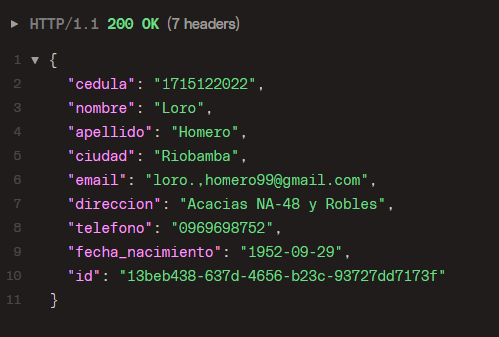 HTTP/1.1 200 OK (7 headers)
1 {
2 "cedula": "1715122022",
3 "nombre": "Loro",
4 "apellido": "Homero",
5 "ciudad": "Riobamba",
6 "email": "loro.,homero99@gmail.com",
7 "direccion": "Acacias NA-48 y Robles",
8 "telefono": "0969698752",
9 "fecha_nacimiento": "1952-09-29",
10 "id": "13beb438-637d-4656-b23c-93727dd7173f"
11 }